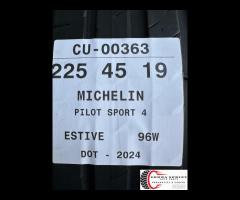 CU-00363
225 45 19
MICHELIN
PILOT SPORT 4
ESTIVE 96W
DOT - 2024